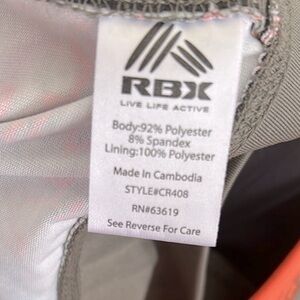 RBX
LIVE LIFE ACTIVE
Body:92% Polyester
8% Spandex
Lining:100% Polyester
Made in Cambodia
STYLE#CR408
RN#63619
See Reverse For Care